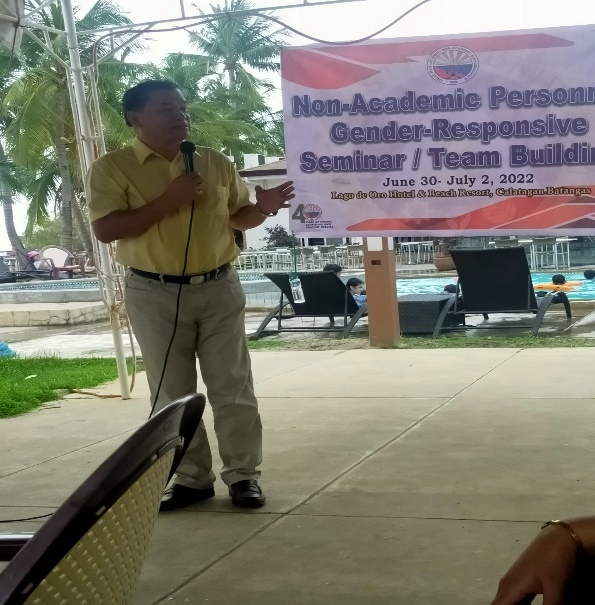 Non-Academic Personn
Gender-Responsive
Seminar / Team Buildin
June 30- July 2, 2022
Lago de Oro Hotel & Beach Resort, Calatagan Batangas